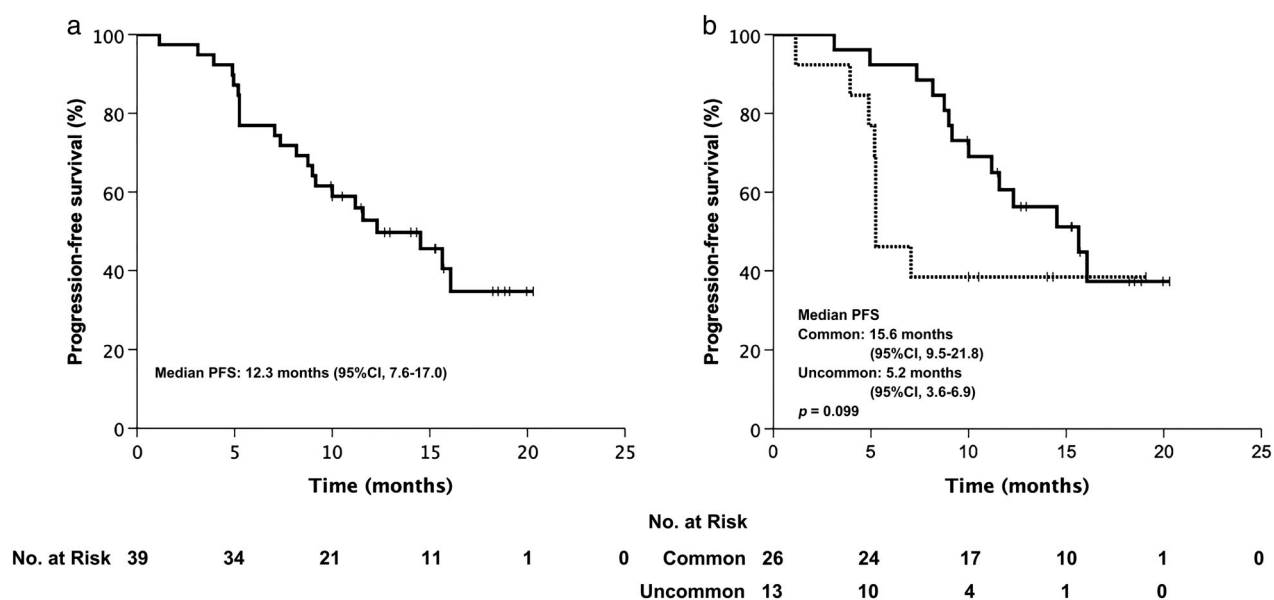 a
100
80
60
40
20
0
Progression-free survival (%)
Median PFS: 12.3 months (95%CI, 7.6-17.0)
0 5 10 15 20 25
Time (months)
No. at Risk 39 34 21 11 1 0
b
100
80
60
40
20
0
Progression-free survival (%)
Median PFS
Common: 15.6 months
(95%CI, 9.5-21.8)
Uncommon: 5.2 months
(95%CI, 3.6-6.9)
p = 0.099
0 5 10 15 20 25
Time (months)
No. at Risk
Common 26 24 17 10 1 0
Uncommon 13 10 4 1 0